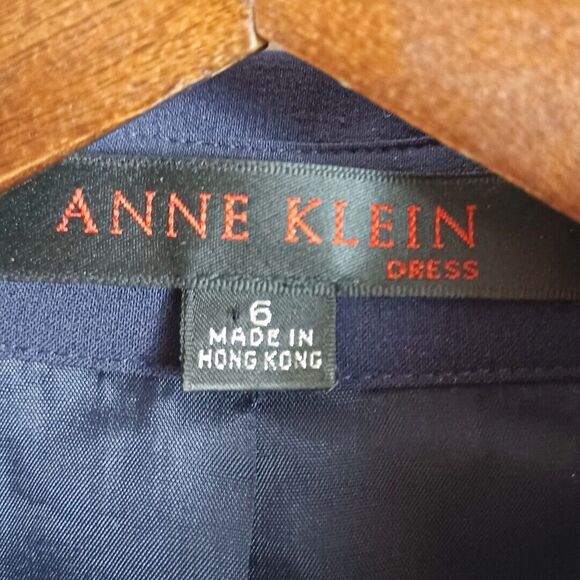 ANNE KLEIN
DRESS
6
MADE IN
HONG KONG